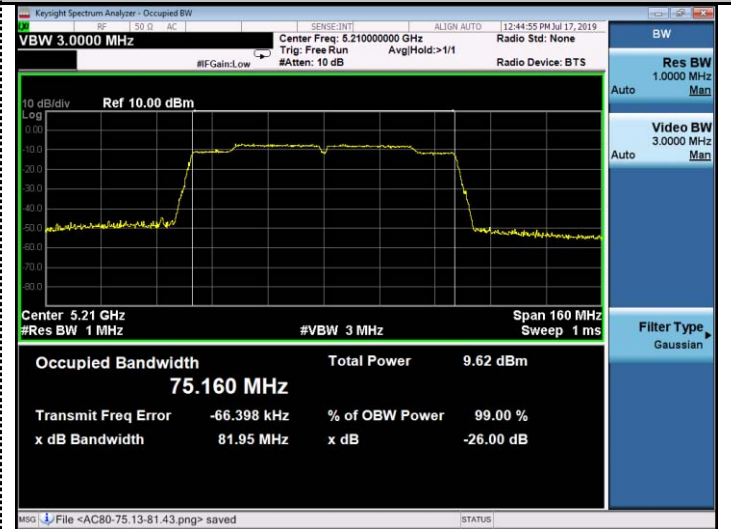 Keysight Spectrum Analyzer - Occupied BW
RF 50 Ω AC SENSE:INT ALIGN AUTO 12:44:55 PM Jul 17, 2019
VBW 3.0000 MHz
Center Freq: 5.210000000 GHz Radio Std: None
Trig: Free Run Avg|Hold:>1/1
#IFGain:Low #Atten: 10 dB Radio Device: BTS
10 dB/div Ref 10.00 dBm
Log
0.00
-10.0
-20.0
-30.0
-40.0
-50.0
-60.0
-70.0
-80.0
Center 5.21 GHz Span 160 MHz
#Res BW 1 MHz #VBW 3 MHz Sweep 1 ms
Occupied Bandwidth Total Power 9.62 dBm
75.160 MHz
Transmit Freq Error -66.398 kHz % of OBW Power 99.00 %
x dB Bandwidth 81.95 MHz x dB -26.00 dB
MSG File <AC80-75.13-81.43.png> saved STATUS
BW
Res BW
1.0000 MHz
Auto Man
Video BW
3.0000 MHz
Auto Man
Filter Type
Gaussian